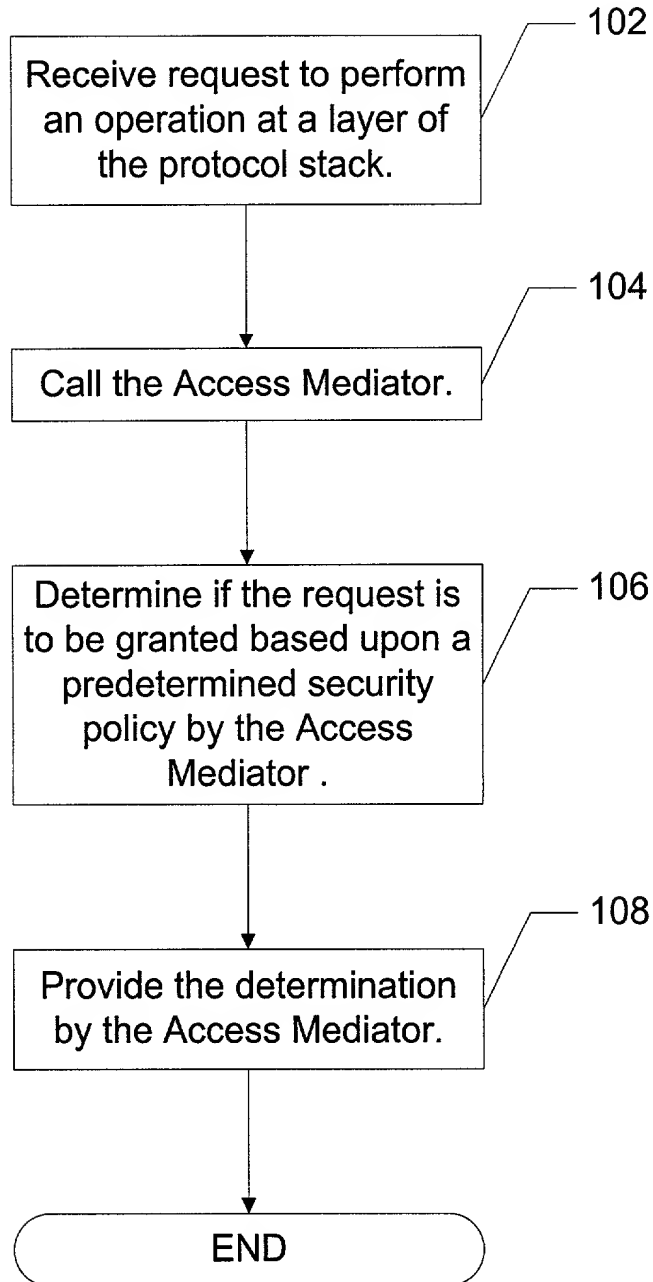 102
Receive request to perform
an operation at a layer of
the protocol stack.
104
Call the Access Mediator.
106
Determine if the request is
to be granted based upon a
predetermined security
policy by the Access
Mediator .
108
Provide the determination
by the Access Mediator.
END